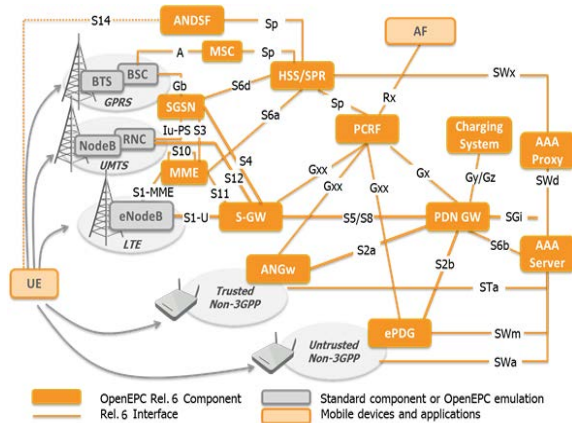 S14
ANDSF
Sp
AF
A
MSC
Sp
BSC
BTS
GPRS
Gb
HSS/SPR
SWx
S6d
SGSN
Sp
Rx
S6a
RNC
NodeB
UMTS
Iu-PS
S3
PCRF
Charging
System
AAA
Proxy
S10
MME
S4
S12
S11
S1-MME
Gxx
Gxx
Gxx
Gx
Gy/Gz
SWd
eNodeB
LTE
S1-U
S-GW
S5/S8
PDN GW
SGi
S6b
AAA
Server
S2a
S2b
ANGw
UE
Trusted
Non-3GPP
STa
ePDG
SWm
Untrusted
Non-3GPP
SWa
OpenEPC Rel. 6 Component
Rel. 6 Interface
Standard component or OpenEPC emulation
Mobile devices and applications